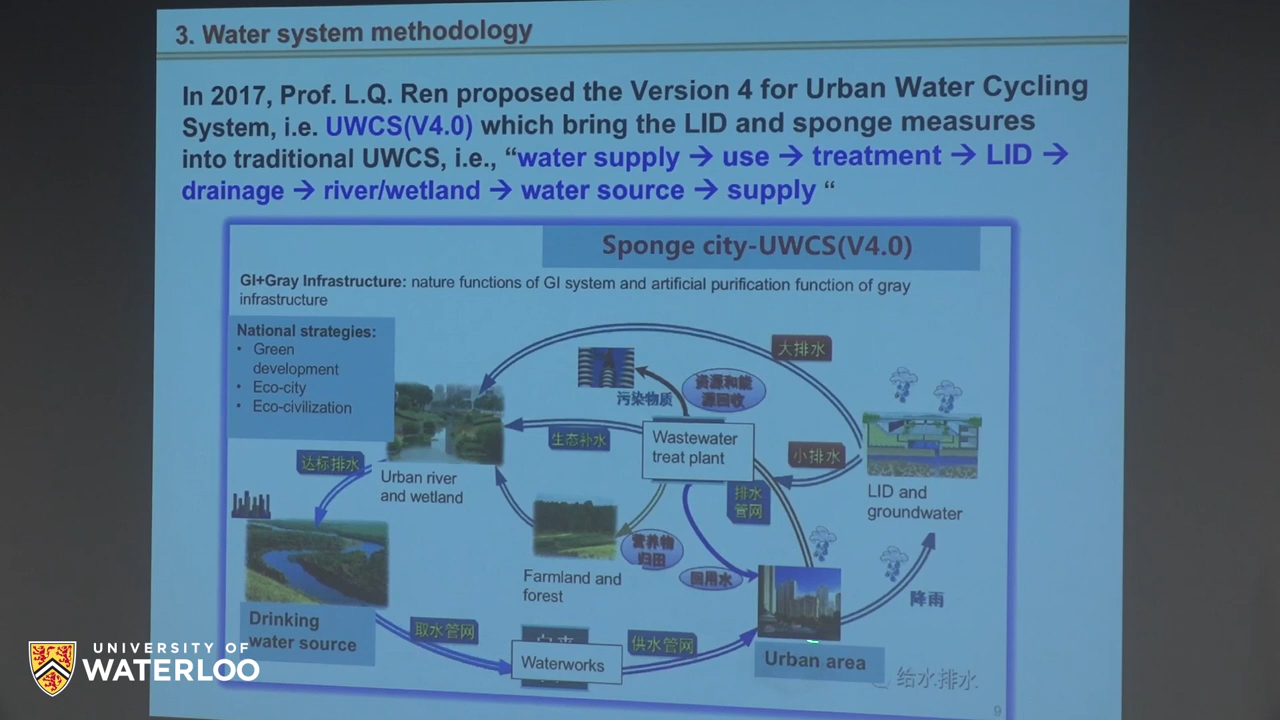 3. Water system methodology
In 2017, Prof. L.Q. Ren proposed the Version 4 for Urban Water Cycling
System, i.e. UWCS(V4.0) which bring the LID and sponge measures
into traditional UWCS, i.e., “water supply → use → treatment → LID →
drainage → river/wetland → water source → supply “
Sponge city-UWCS(V4.0)
GI+Gray Infrastructure: nature functions of GI system and artificial purification function of gray
infrastructure
National strategies:
• Green
development
• Eco-city
• Eco-civilization
大排水
资源和能
源回收
污染物质
Wastewater
treat plant
生态补水
小排水
达标排水
Urban river
and wetland
排水
管网
LID and
groundwater
营养物
归田
回用水
Farmland and
forest
降雨
Drinking
water source
取水管网
Waterworks
供水管网
Urban area
给水排水
9
UNIVERSITY OF
WATERLOO